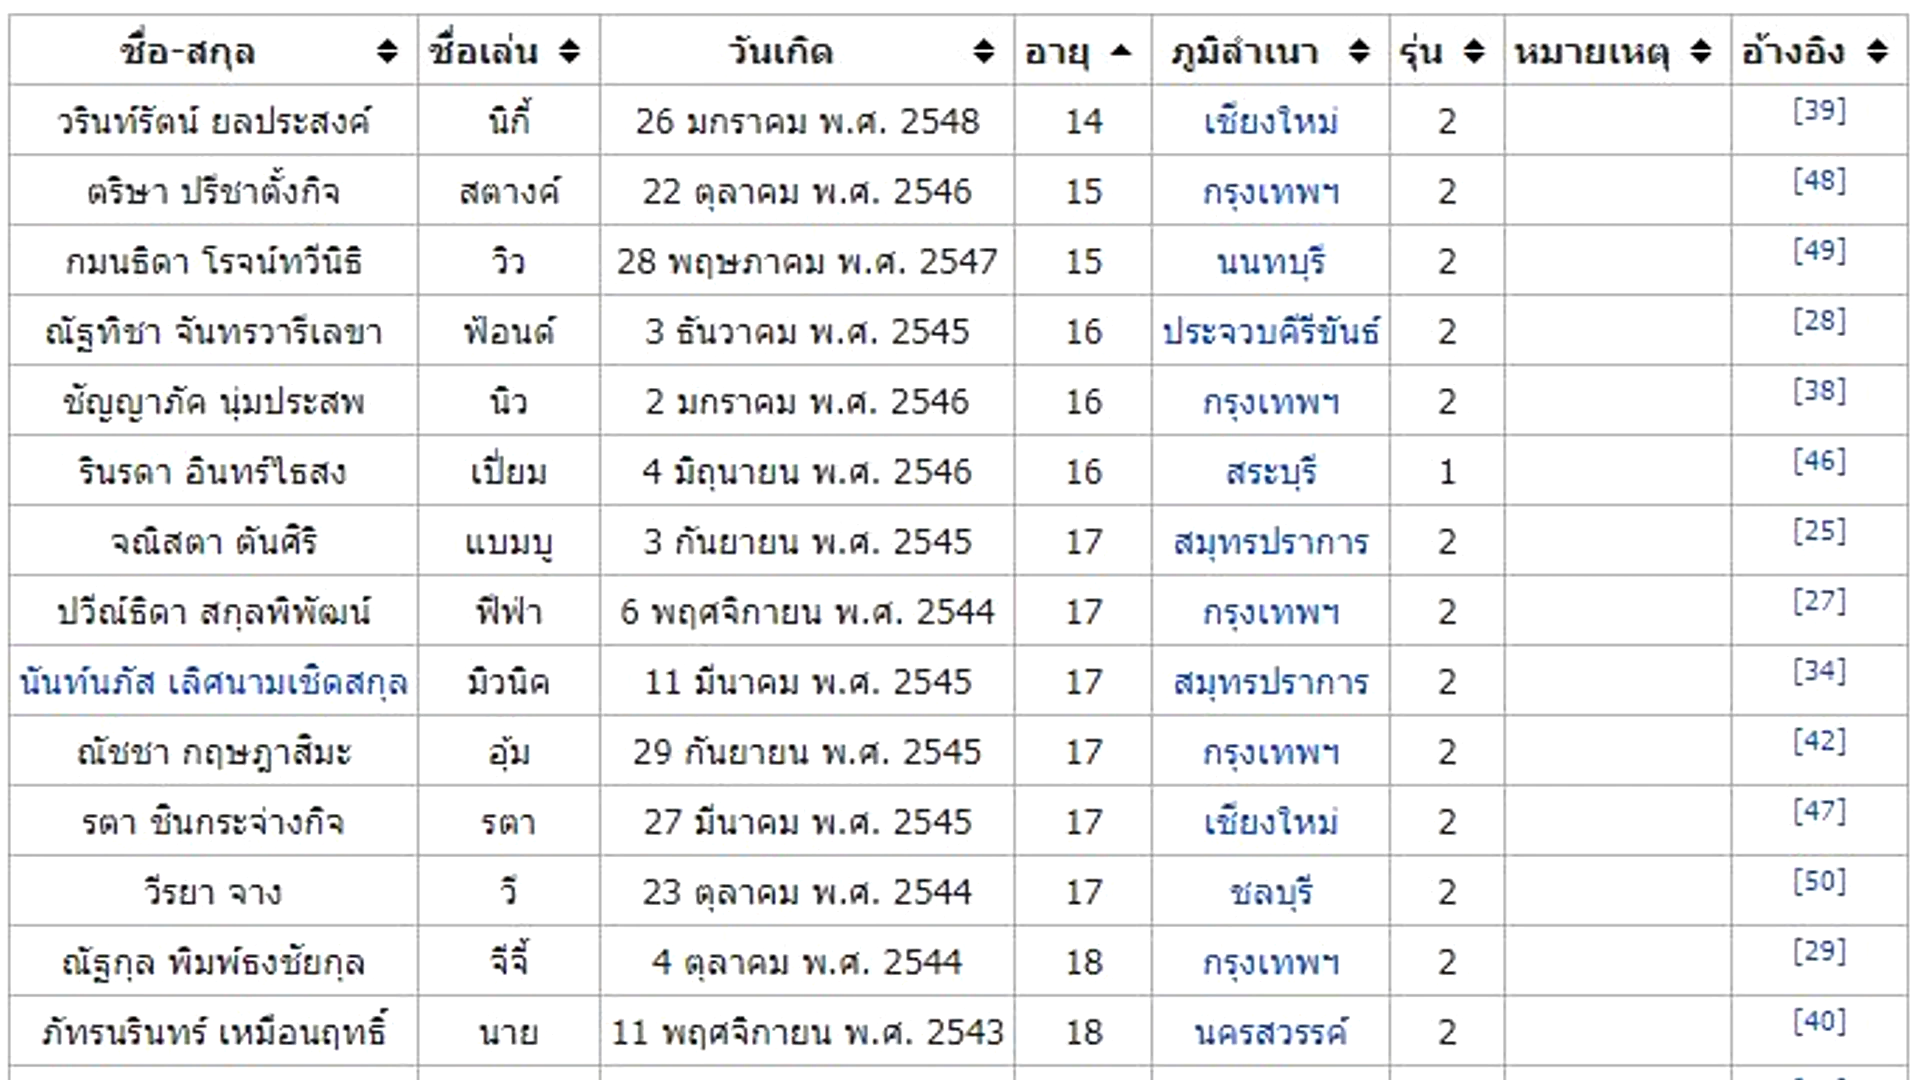 ชื่อ-สกุล ชื่อเล่น วันเกิด อายุ ภูมิลำเนา รุ่น หมายเหตุ อ้างอิง
วรินท์รัตน์ ยลประสงค์ นิกี้ 26 มกราคม พ.ศ. 2548 14 เชียงใหม่ 2 [39]
ตริษา ปรีชาตั้งกิจ สตางค์ 22 ตุลาคม พ.ศ. 2546 15 กรุงเทพฯ 2 [48]
กมนธิดา โรจน์ทวีนิธิ วิว 28 พฤษภาคม พ.ศ. 2547 15 นนทบุรี 2 [49]
ณัฐทิชา จันทรวารีเลขา ฟ้อนด์ 3 ธันวาคม พ.ศ. 2545 16 ประจวบคีรีขันธ์ 2 [28]
ชัญญาภัค นุ่มประสพ นิว 2 มกราคม พ.ศ. 2546 16 กรุงเทพฯ 2 [38]
รินรดา อินทร์ไธสง เปี่ยม 4 มิถุนายน พ.ศ. 2546 16 สระบุรี 1 [46]
จณิสตา ตันศิริ แบมบู 3 กันยายน พ.ศ. 2545 17 สมุทรปราการ 2 [25]
ปวีณ์ธิดา สกุลพิพัฒน์ ฟีฟ่า 6 พฤศจิกายน พ.ศ. 2544 17 กรุงเทพฯ 2 [27]
นันท์นภัส เลิศนามเชิดสกุล มิวนิค 11 มีนาคม พ.ศ. 2545 17 สมุทรปราการ 2 [34]
ณัชชา กฤษฎาสิมะ อุ้ม 29 กันยายน พ.ศ. 2545 17 กรุงเทพฯ 2 [42]
รตา ชินกระจ่างกิจ รตา 27 มีนาคม พ.ศ. 2545 17 เชียงใหม่ 2 [47]
วีรยา จาง วี 23 ตุลาคม พ.ศ. 2544 17 ชลบุรี 2 [50]
ณัฐกุล พิมพ์ธงชัยกุล จีจี้ 4 ตุลาคม พ.ศ. 2544 18 กรุงเทพฯ 2 [29]
ภัทรนรินทร์ เหมือนฤทธิ์ นาย 11 พฤศจิกายน พ.ศ. 2543 18 นครสวรรค์ 2 [40]